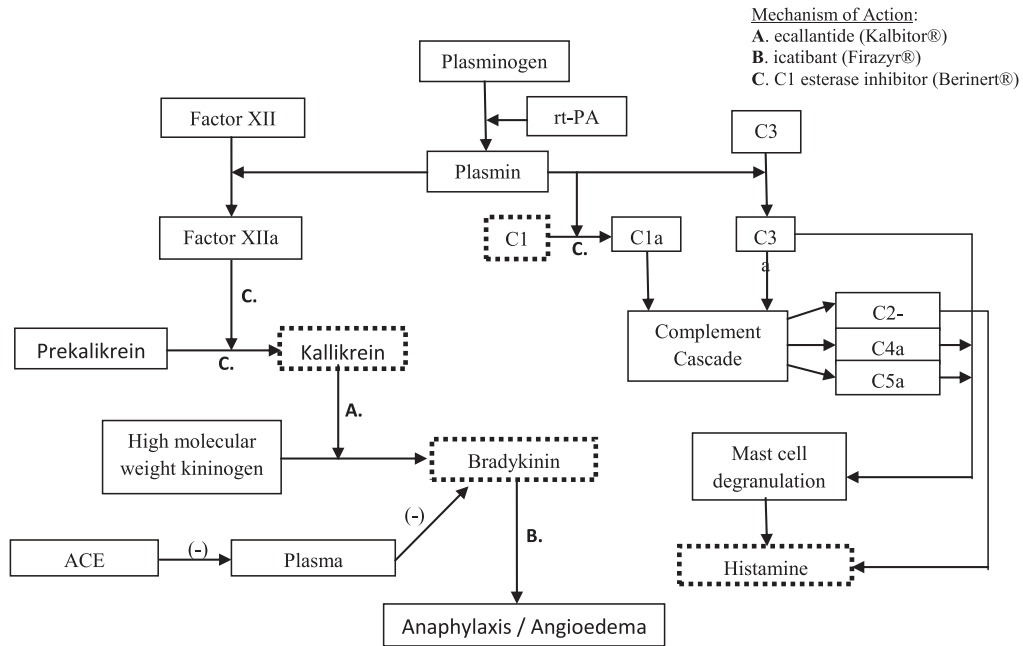 Mechanism of Action:
A. ecallantide (Kalbitor®)
B. icatibant (Firazyr®)
C. C1 esterase inhibitor (Berinert®)
Plasminogen
Factor XII
rt-PA
C3
Plasmin
Factor XIIa
C1
C.
C1a
C3
a
C.
Prekalikrein
C.
Kallikrein
Complement
Cascade
C2-
C4a
C5a
A.
High molecular
weight kininogen
Bradykinin
Mast cell
degranulation
(-)
B.
ACE
(-)
Plasma
Histamine
Anaphylaxis / Angioedema